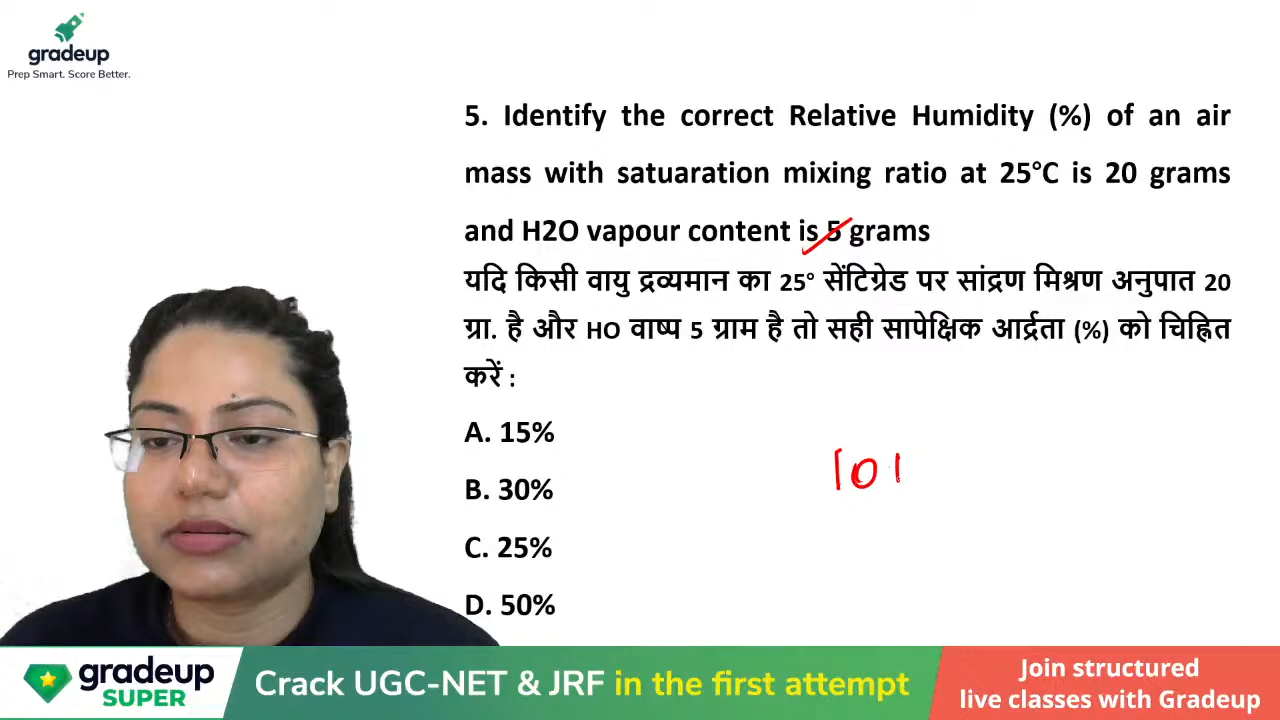 gradeup
Prep Smart. Score Better.
5. Identify the correct Relative Humidity (%) of an air
mass with satuaration mixing ratio at 25°C is 20 grams
and H2O vapour content is 5 grams
यदि किसी वायु द्रव्यमान का 25° सेंटिग्रेड पर सांद्रण मिश्रण अनुपात 20
ग्रा. है और HO वाष्प 5 ग्राम है तो सही सापेक्षिक आर्द्रता (%) को चिह्नित
करें :
A. 15%
B. 30%
C. 25%
D. 50%
101
gradeup
SUPER
Crack UGC-NET & JRF in the first attempt
Join structured
live classes with Gradeup